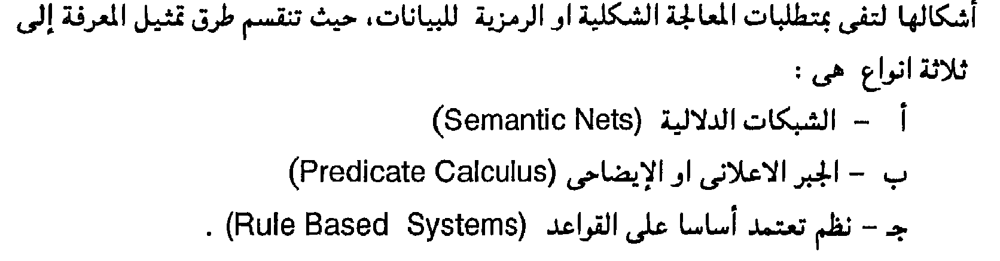 أشكالها لتفى بمتطلبات المعالجة الشكلية او الرمزية للبيانات، حيث تنقسم طرق تمثيل المعرفة إلى
ثلاثة انواع هى :
أ - الشبكات الدلالية (Semantic Nets)
ب - الجبر الاعلانى او الإيضاحى (Predicate Calculus)
جـ - نظم تعتمد أساسا على القواعد (Rule Based Systems) .